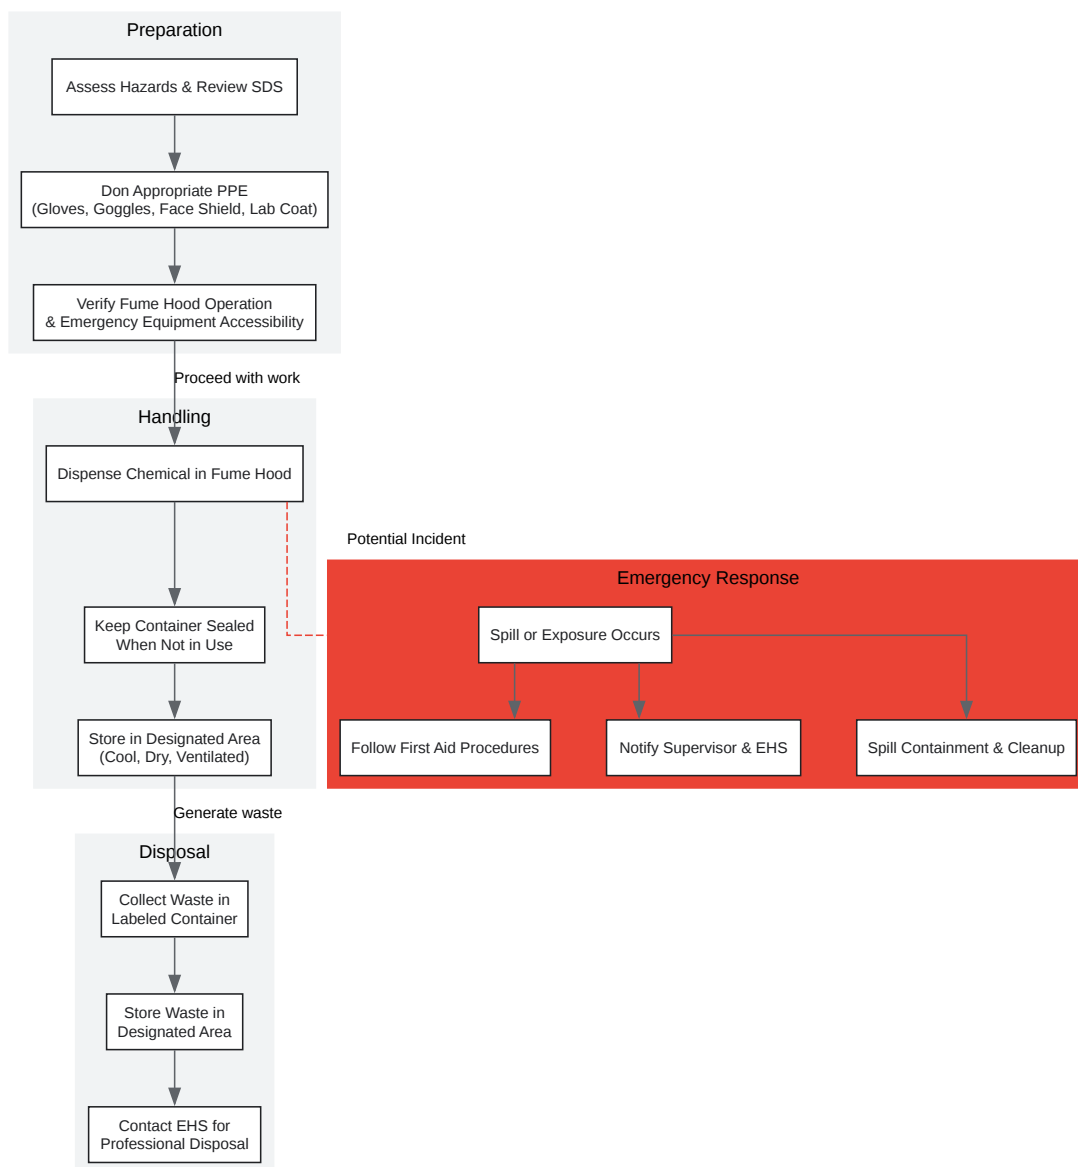 Preparation
Assess Hazards & Review SDS
Don Appropriate PPE
(Gloves, Goggles, Face Shield, Lab Coat)
Verify Fume Hood Operation
& Emergency Equipment Accessibility
Proceed with work
Handling
Dispense Chemical in Fume Hood
Keep Container Sealed
When Not in Use
Store in Designated Area
(Cool, Dry, Ventilated)
Potential Incident
Emergency Response
Spill or Exposure Occurs
Follow First Aid Procedures
Notify Supervisor & EHS
Spill Containment & Cleanup
Generate waste
Disposal
Collect Waste in
Labeled Container
Store Waste in
Designated Area
Contact EHS for
Professional Disposal